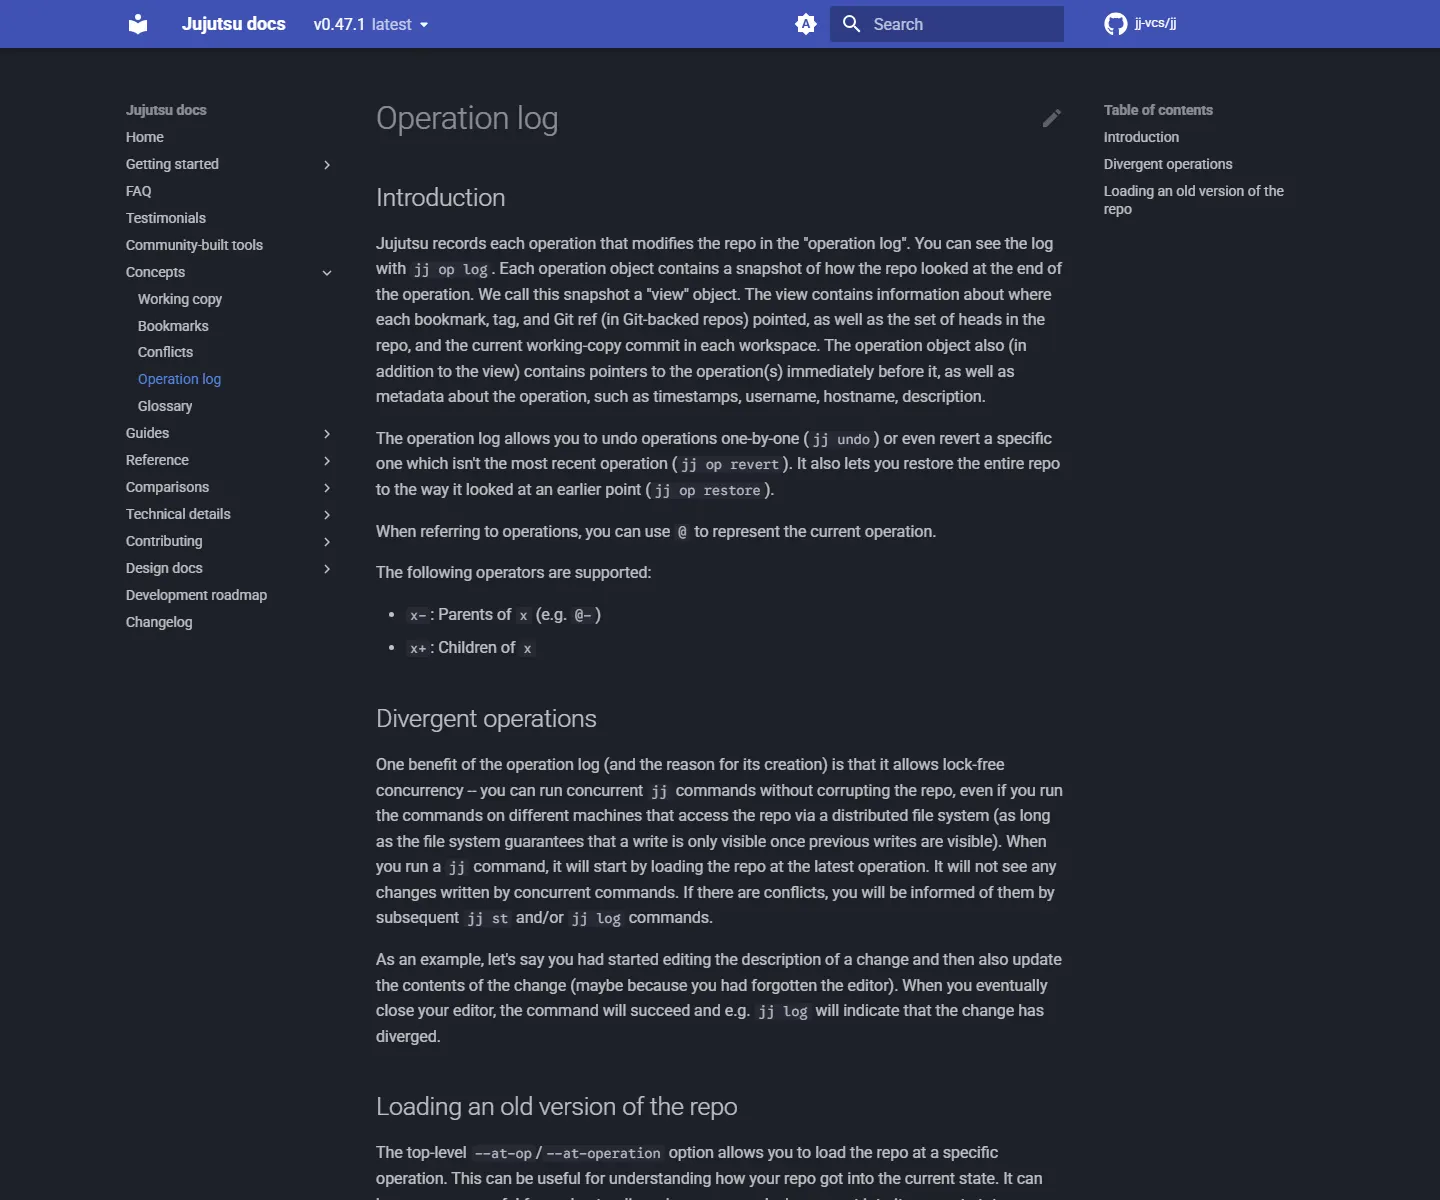 Jujutsu docs
v0.47.1 latest
A
Search
jj-vcs/jj
Jujutsu docs
Home
Getting started
FAQ
Testimonials
Community-built tools
Concepts
Working copy
Bookmarks
Conflicts
Operation log
Glossary
Guides
Reference
Comparisons
Technical details
Contributing
Design docs
Development roadmap
Changelog
Operation log
Introduction
Jujutsu records each operation that modifies the repo in the "operation log". You can see the log
with jj op log. Each operation object contains a snapshot of how the repo looked at the end of
the operation. We call this snapshot a "view" object. The view contains information about where
each bookmark, tag, and Git ref (in Git-backed repos) pointed, as well as the set of heads in the
repo, and the current working-copy commit in each workspace. The operation object also (in
addition to the view) contains pointers to the operation(s) immediately before it, as well as
metadata about the operation, such as timestamps, username, hostname, description.
The operation log allows you to undo operations one-by-one (jj undo) or even revert a specific
one which isn't the most recent operation (jj op revert). It also lets you restore the entire repo
to the way it looked at an earlier point (jj op restore).
When referring to operations, you can use @ to represent the current operation.
The following operators are supported:
• x-: Parents of x (e.g. @-)
• x+: Children of x
Divergent operations
One benefit of the operation log (and the reason for its creation) is that it allows lock-free
concurrency -- you can run concurrent jj commands without corrupting the repo, even if you run
the commands on different machines that access the repo via a distributed file system (as long
as the file system guarantees that a write is only visible once previous writes are visible). When
you run a jj command, it will start by loading the repo at the latest operation. It will not see any
changes written by concurrent commands. If there are conflicts, you will be informed of them by
subsequent jj st and/or jj log commands.
As an example, let's say you had started editing the description of a change and then also update
the contents of the change (maybe because you had forgotten the editor). When you eventually
close your editor, the command will succeed and e.g. jj log will indicate that the change has
diverged.
Loading an old version of the repo
The top-level --at-op/--at-operation option allows you to load the repo at a specific
operation. This can be useful for understanding how your repo got into the current state. It can
Table of contents
Introduction
Divergent operations
Loading an old version of the
repo